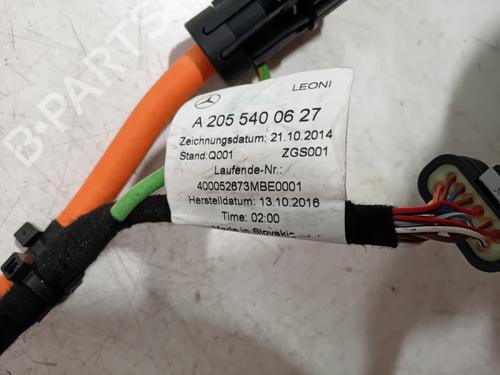 LEONI
A 205 540 06 27
Zeichnungsdatum: 21.10.2014
Stand:Q001 ZGS001
Laufende-Nr.:
400052673MBE0001
Herstelldatum: 13.10.2016
Time: 02:00
Made in Slovakia
B-PARTS